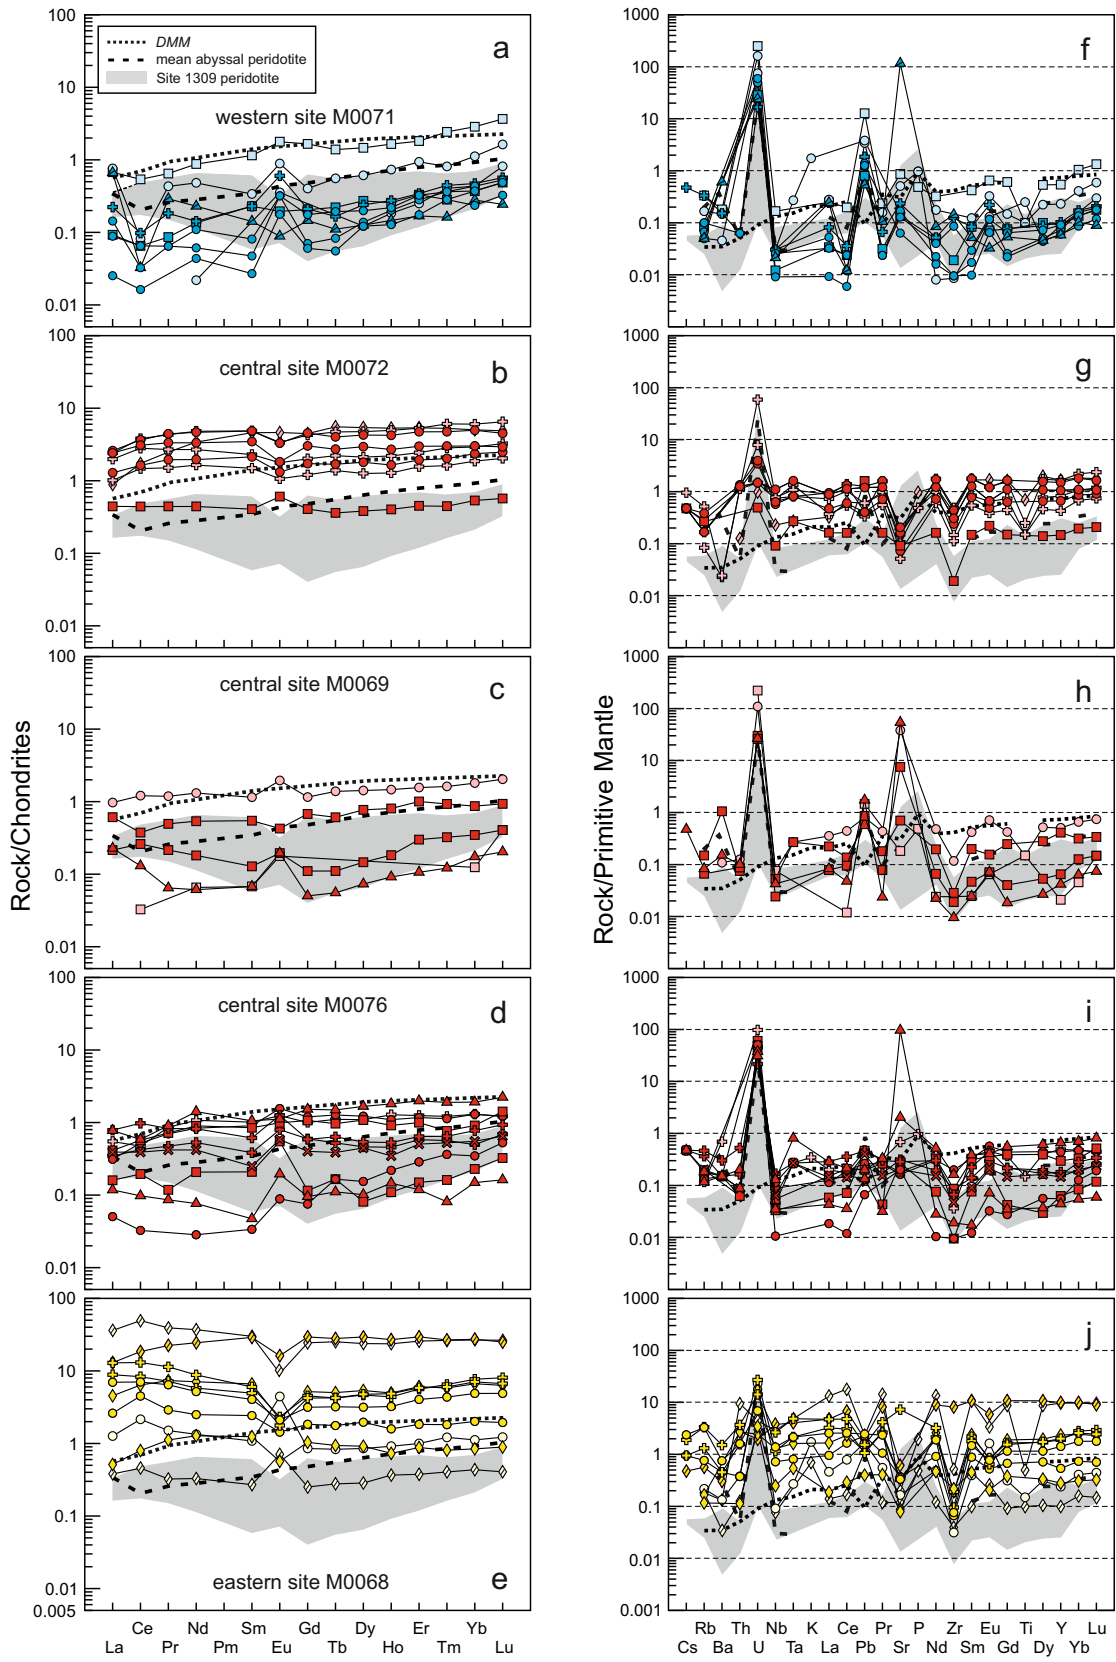 100
10
1
0.1
0.01
DMM
mean abyssal peridotite
Site 1309 peridotite
a
western site M0071
1000
100
10
1
0.1
0.01
f
100
10
1
0.1
0.01
central site M0072
b
1000
100
10
1
0.1
0.01
g
Rock/Chondrites
100
10
1
0.1
0.01
central site M0069
c
Rock/Primitive Mantle
1000
100
10
1
0.1
0.01
h
100
10
1
0.1
0.01
central site M0076
d
1000
100
10
1
0.1
0.01
i
100
10
1
0.1
0.01
0.005
eastern site M0068
e
1000
100
10
1
0.1
0.01
0.001
j
La Ce Pr Nd Pm Sm Eu Gd Tb Dy Ho Er Tm Yb Lu
Cs Rb Ba Th U Nb Ta K La Ce Pb Pr Sr P Nd Zr Sm Eu Gd Ti Dy Y Yb Lu